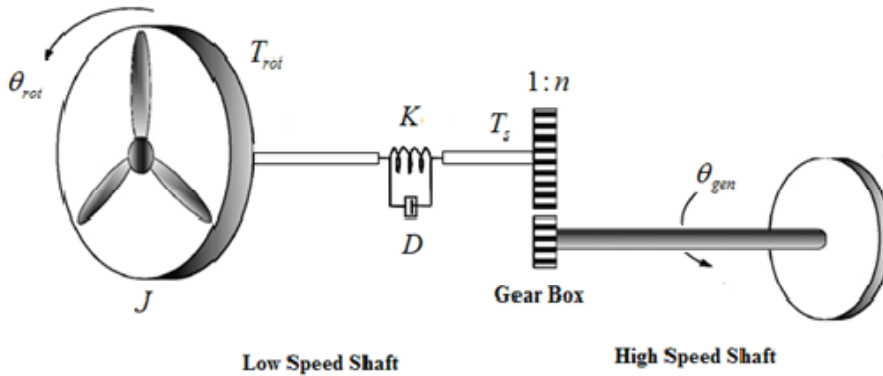 θrot
Trot
J
K
D
Ts
1:n
Gear Box
θgen
Low Speed Shaft
High Speed Shaft